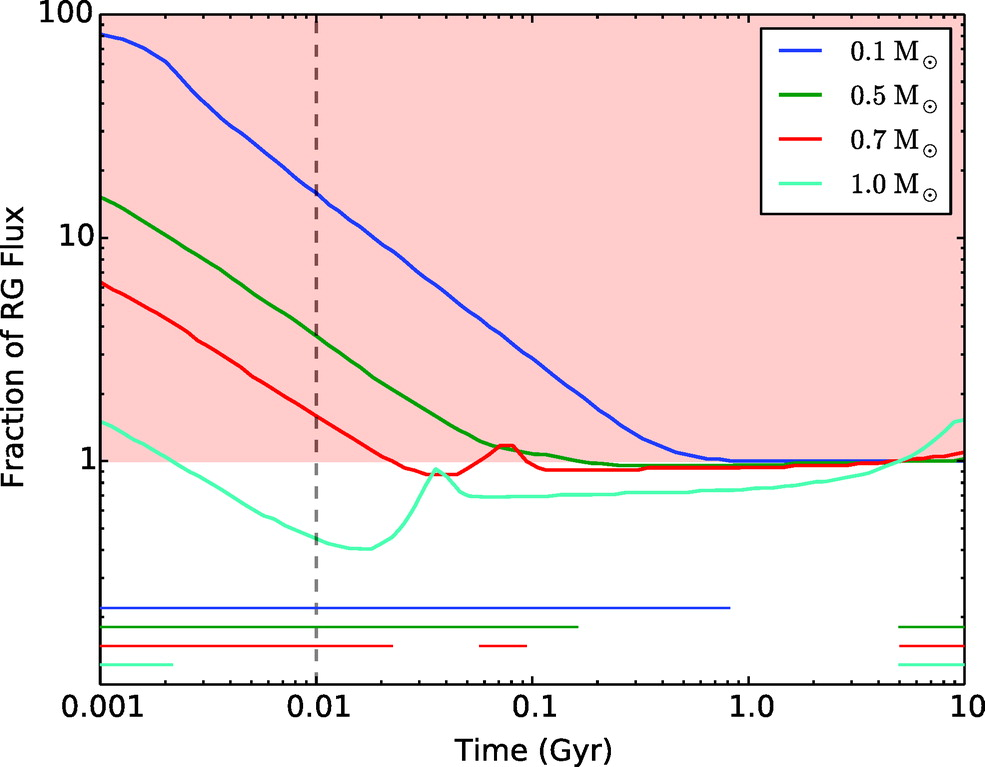 100
10
1
Fraction of RG Flux
0.1 M⊙
0.5 M⊙
0.7 M⊙
1.0 M⊙
0.001
0.01
0.1
1.0
10
Time (Gyr)